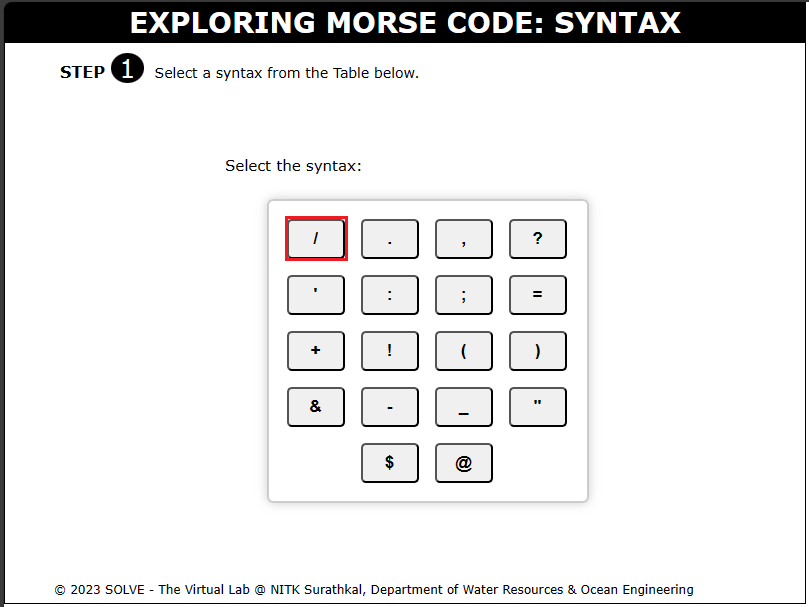 EXPLORING MORSE CODE: SYNTAX
STEP 1 Select a syntax from the Table below.
Select the syntax:
/ . , ?
' : ; =
+ ! ( )
& - _ "
$ @
© 2023 SOLVE - The Virtual Lab @ NITK Surathkal, Department of Water Resources & Ocean Engineering